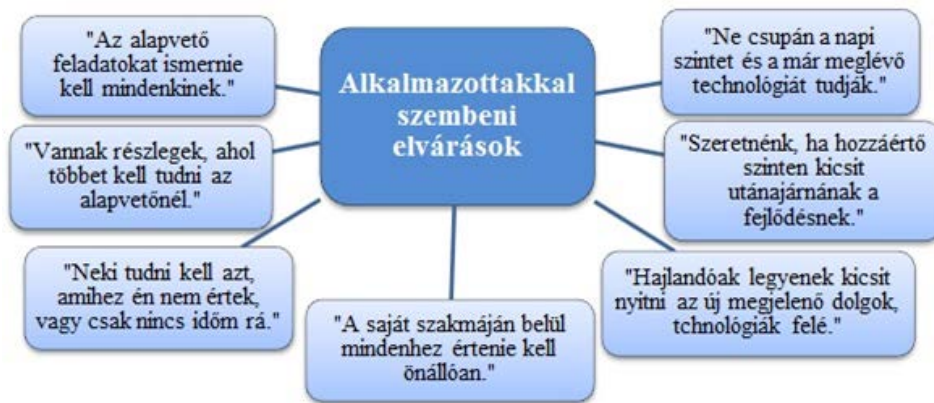 Alkalmazottakkal
szembeni
elvárások
"Az alapvető
feladatokat ismernie
kell mindenkinek."
"Vannak részlegek, ahol
többet kell tudni az
alapvetőnél."
"Neki tudni kell azt,
amihez én nem értek,
vagy csak nincs időm rá."
"A saját szakmáján belül
mindenhez értenie kell
önállóan."
"Ne csupán a napi
szintet és a már meglévő
technológiát tudják."
"Szeretnénk, ha hozzáértő
szinten kicsit
utánajárnának a
fejlődésnek."
"Hajlandóak legyenek kicsit
nyitni az új megjelenő dolgok,
tchnológiák felé."